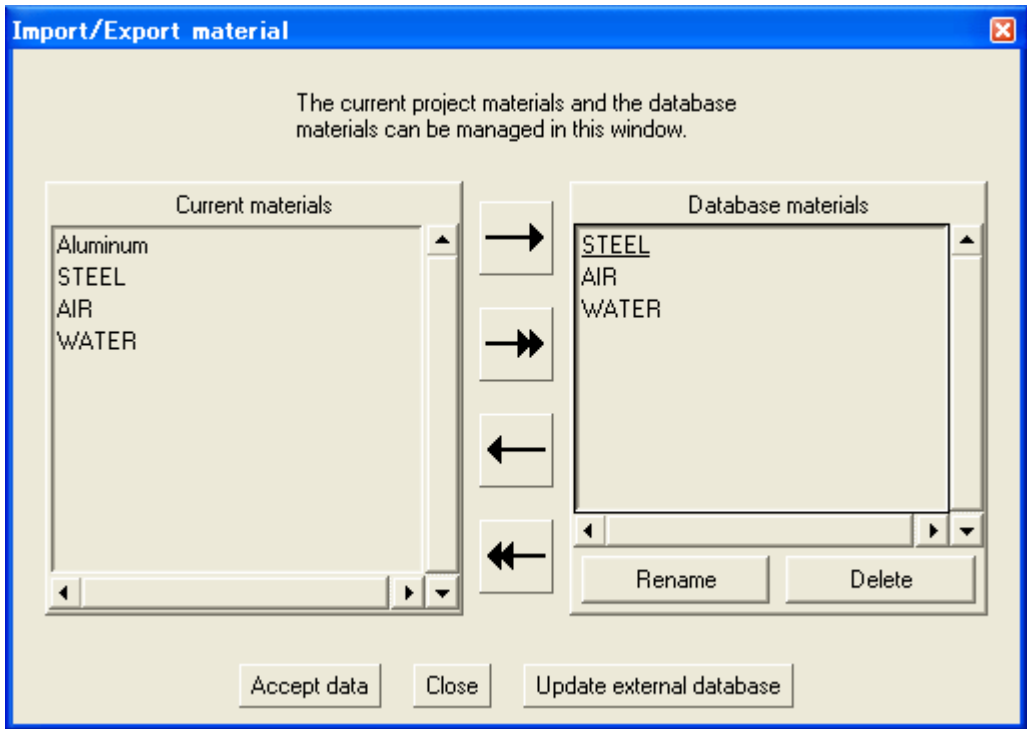 Import/Export material
The current project materials and the database
materials can be managed in this window.
Current materials
Aluminum
STEEL
AIR
WATER
Database materials
STEEL
AIR
WATER
Rename
Delete
Accept data
Close
Update external database